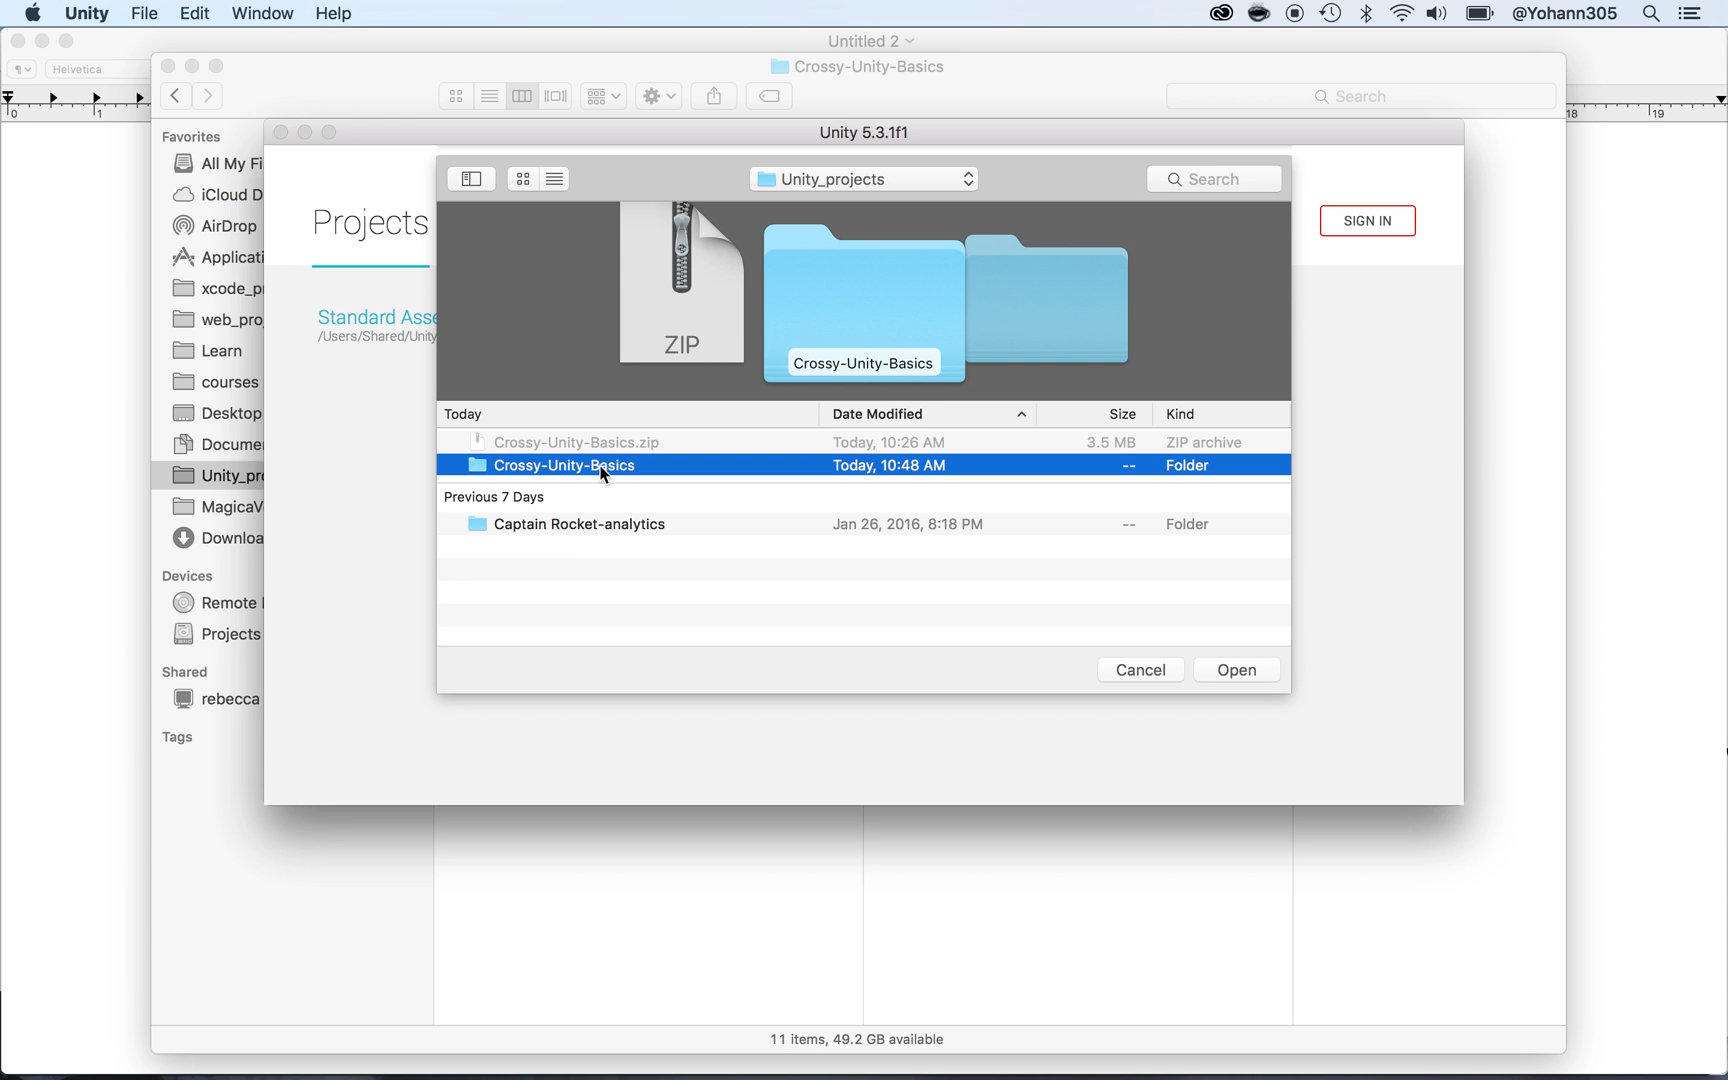 Unity File Edit Window Help @Yohann305
Untitled 2
Helvetica
Crossy-Unity-Basics
Search
0 1 18 19
Favorites
All My Fi
iCloud D
AirDrop
Applicati
xcode_p
web_pro
Learn
courses
Desktop
Docume
Unity_pr
MagicaV
Downloa
Devices
Remote
Projects
Shared
rebecca
Tags
Unity 5.3.1f1
Projects
SIGN IN
Standard Asse
/Users/Shared/Unity
Unity_projects
Search
ZIP
Crossy-Unity-Basics
Today Date Modified Size Kind
Crossy-Unity-Basics.zip Today, 10:26 AM 3.5 MB ZIP archive
Crossy-Unity-Basics Today, 10:48 AM -- Folder
Previous 7 Days
Captain Rocket-analytics Jan 26, 2016, 8:18 PM -- Folder
Cancel Open
11 items, 49.2 GB available